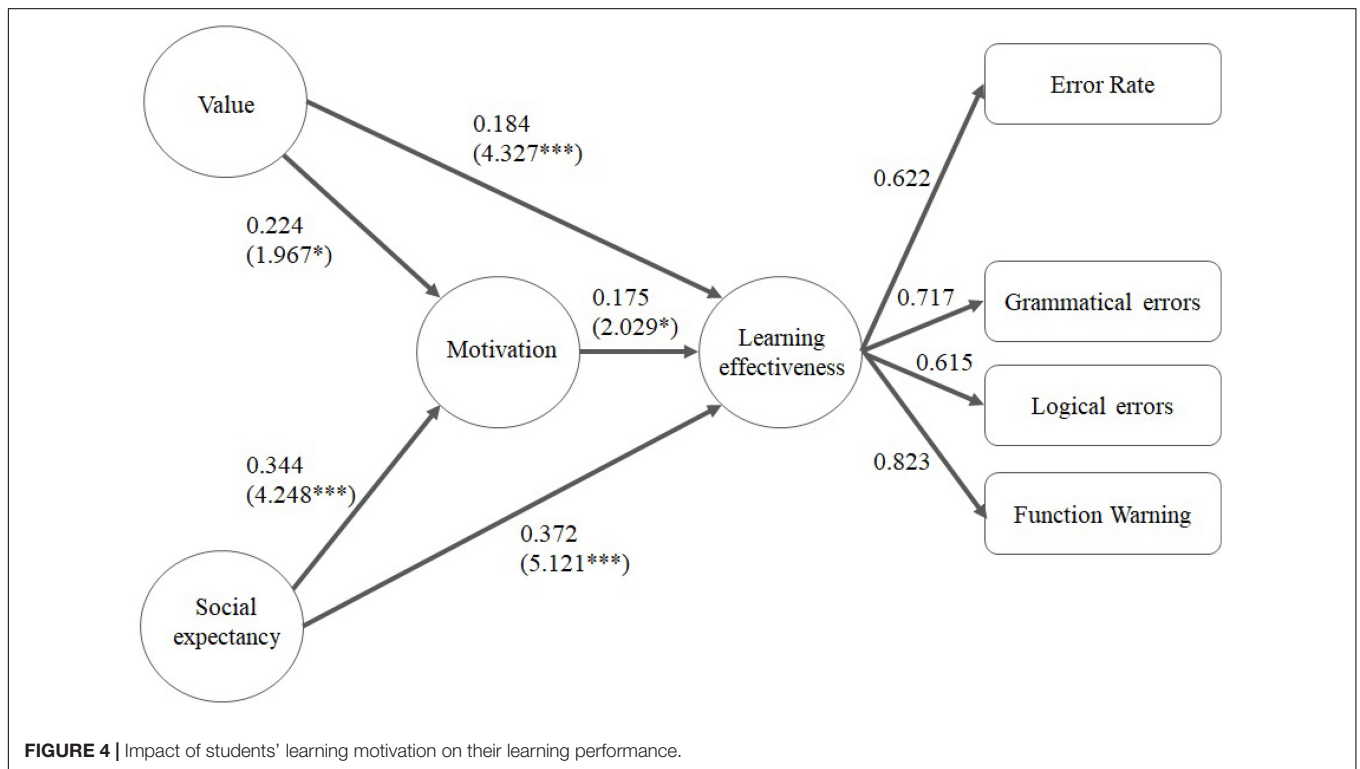 Value
0.184
(4.327***)
0.224
(1.967*)
Motivation
0.175
(2.029*)
Learning
effectiveness
0.344
(4.248***)
0.372
(5.121***)
Social
expectancy
0.622
Error Rate
0.717
Grammatical errors
0.615
Logical errors
0.823
Function Warning
FIGURE 4 | Impact of students' learning motivation on their learning performance.